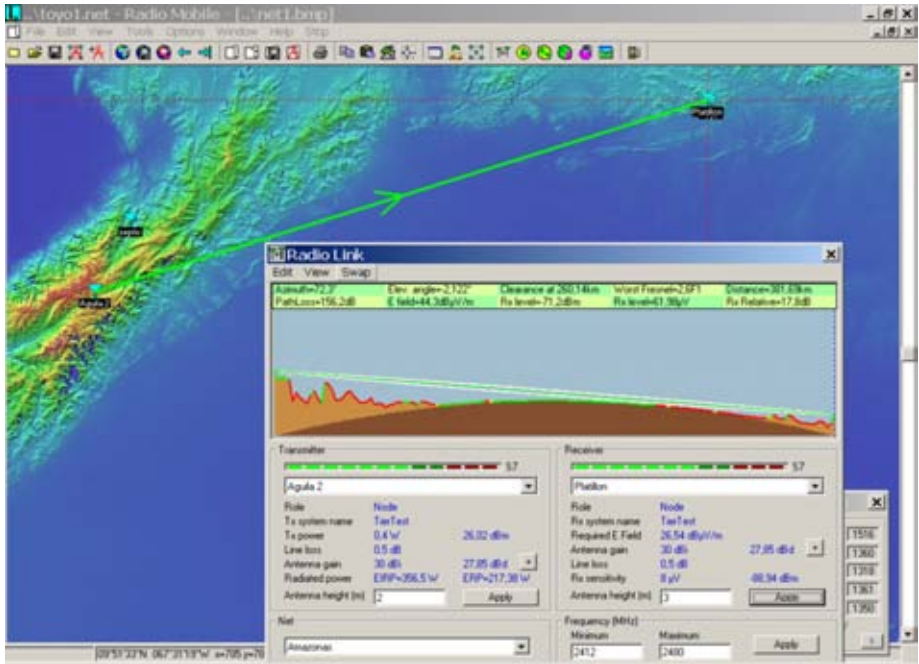 ..\toyo1.net - Radio Mobile - [..\net1.bmp]
File Edit View Tools Options Window Help Stop
Platillon
Aguila 2
Radio Link
Edit View Swap
Azimuth=72,3° Elev. angle=-2,122° Clearance at 260,14km Worst Fresnel=2,6F1 Distance=381,69km
PathLoss=156,2dB E field=44,3dBµV/m Rx level=-71,2dBm Rx level=61,98µV Rx Relative=17,8dB
Transmitter
S7
Aguila 2
Role Node
Tx system name TanTest
Tx power 0,4 W 26,02 dBm
Line loss 0,5 dB
Antenna gain 30 dBi 27,85 dBd +
Radiated power EIRP=356,5 W ERP=217,38 W
Antenna height (m) 2 Apply
Net
Amazonas
Receiver
S7
Platillon
Role Node
Rx system name TanTest
Required E Field 26,54 dBµV/m
Antenna gain 30 dBi 27,85 dBd +
Line loss 0,5 dB
Rx sensitivity 8 µV -88,94 dBm
Antenna height (m) 3 Apply
Frequency (MHz)
Minimum Maximum
2412 2480 Apply
1516
1360
1318
1361
1350